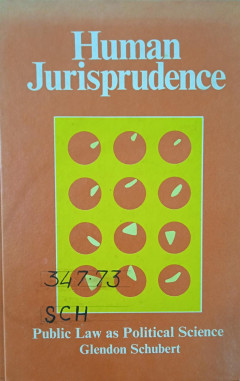 Human
Jurisprudence
347.73
SCH
Public Law as Political Science
Glendon Schubert